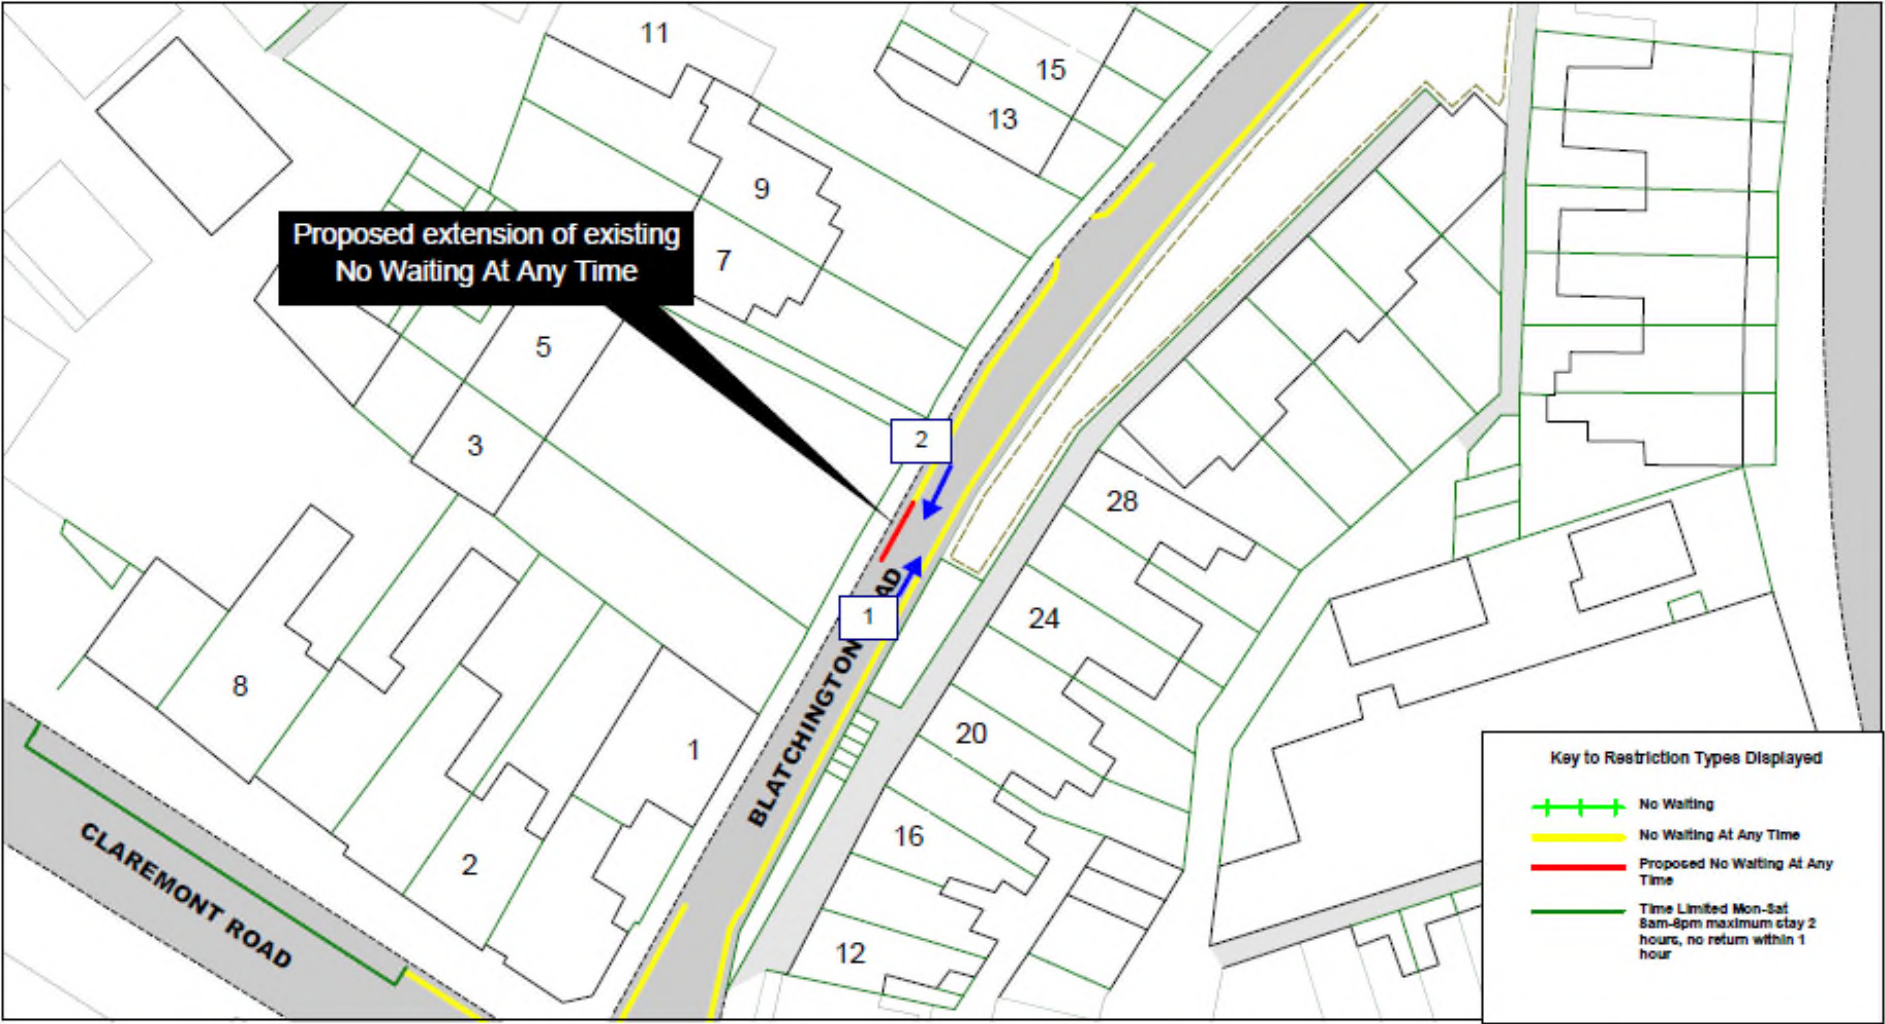 11
15
13
9
Proposed extension of existing
No Waiting At Any Time
7
5
3
2
28
1
24
8
20
1
BLATCHINGTON
AD
16
2
12
CLAREMONT ROAD
Key to Restriction Types Displayed
No Waiting
No Waiting At Any Time
Proposed No Waiting At Any
Time
Time Limited Mon-Sat
8am-6pm maximum stay 2
hours, no return within 1
hour